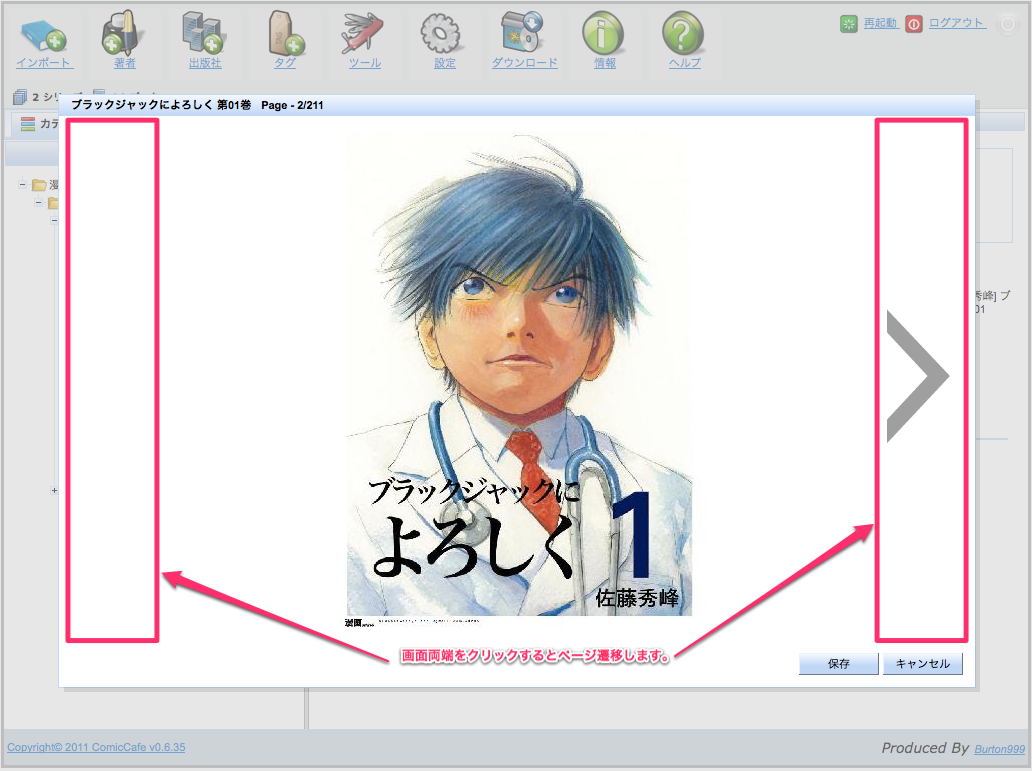 インポート 著者 出版社 タグ ツール 設定 ダウンロード 情報 ヘルプ 再起動 ログアウト
2 シリ
ブラックジャックによろしく 第01巻 Page - 2/211
カテ
漫
秀峰] ブ
01
ブラックジャックに
よろしく
1
佐藤秀峰
漫画
画面両端をクリックするとページ遷移します。
保存 キャンセル
Copyright© 2011 ComicCafe v0.6.35
Produced By Burton999